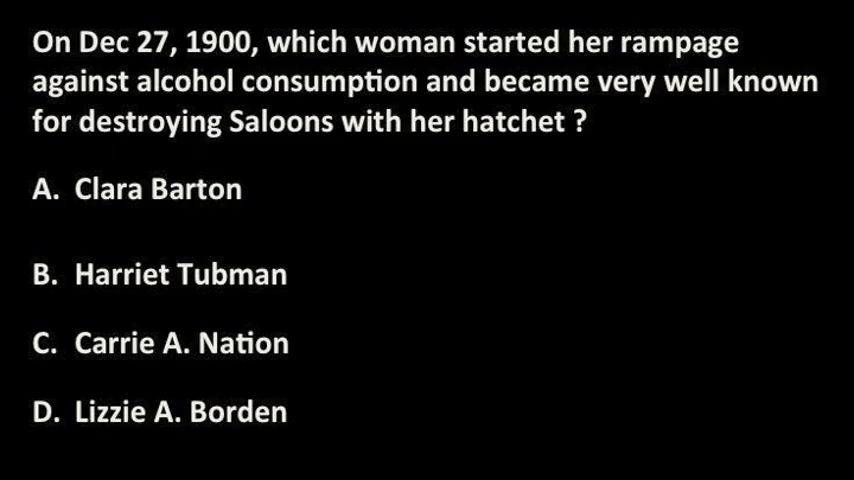 On Dec 27, 1900, which woman started her rampage
against alcohol consumption and became very well known
for destroying Saloons with her hatchet ?
A. Clara Barton
B. Harriet Tubman
C. Carrie A. Nation
D. Lizzie A. Borden